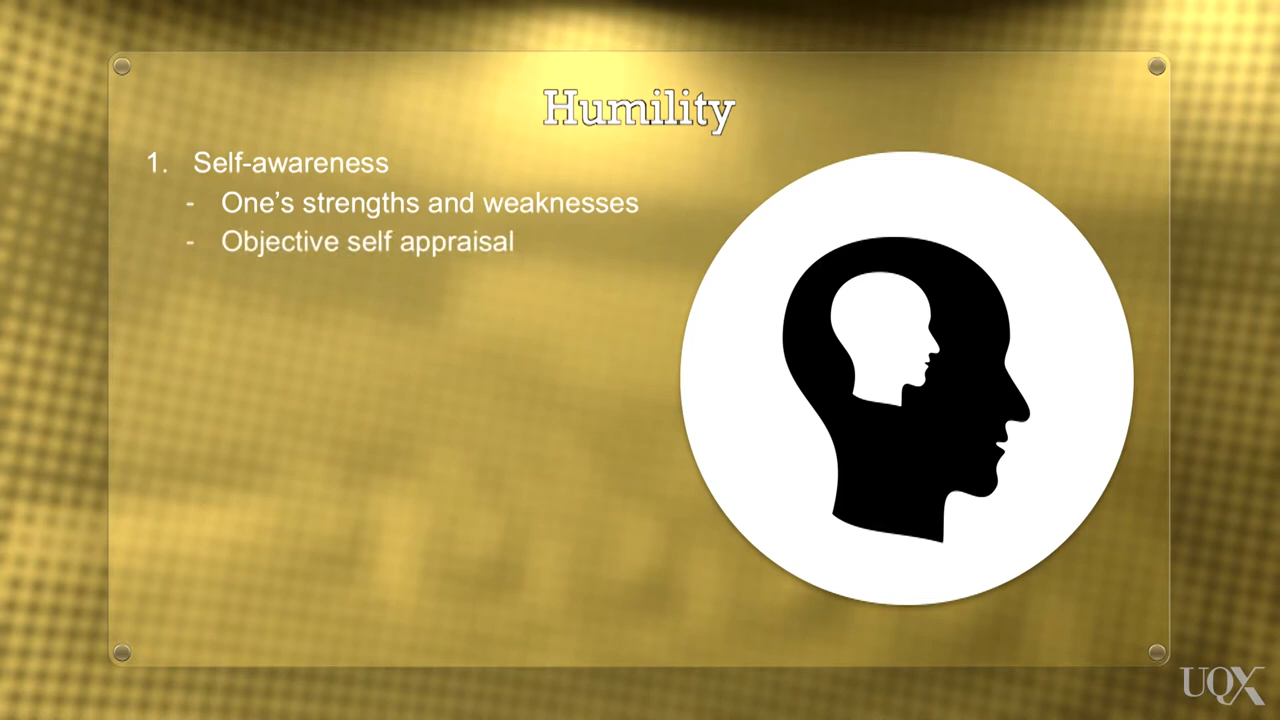 Humility
1. Self-awareness
- One’s strengths and weaknesses
- Objective self appraisal
UQX